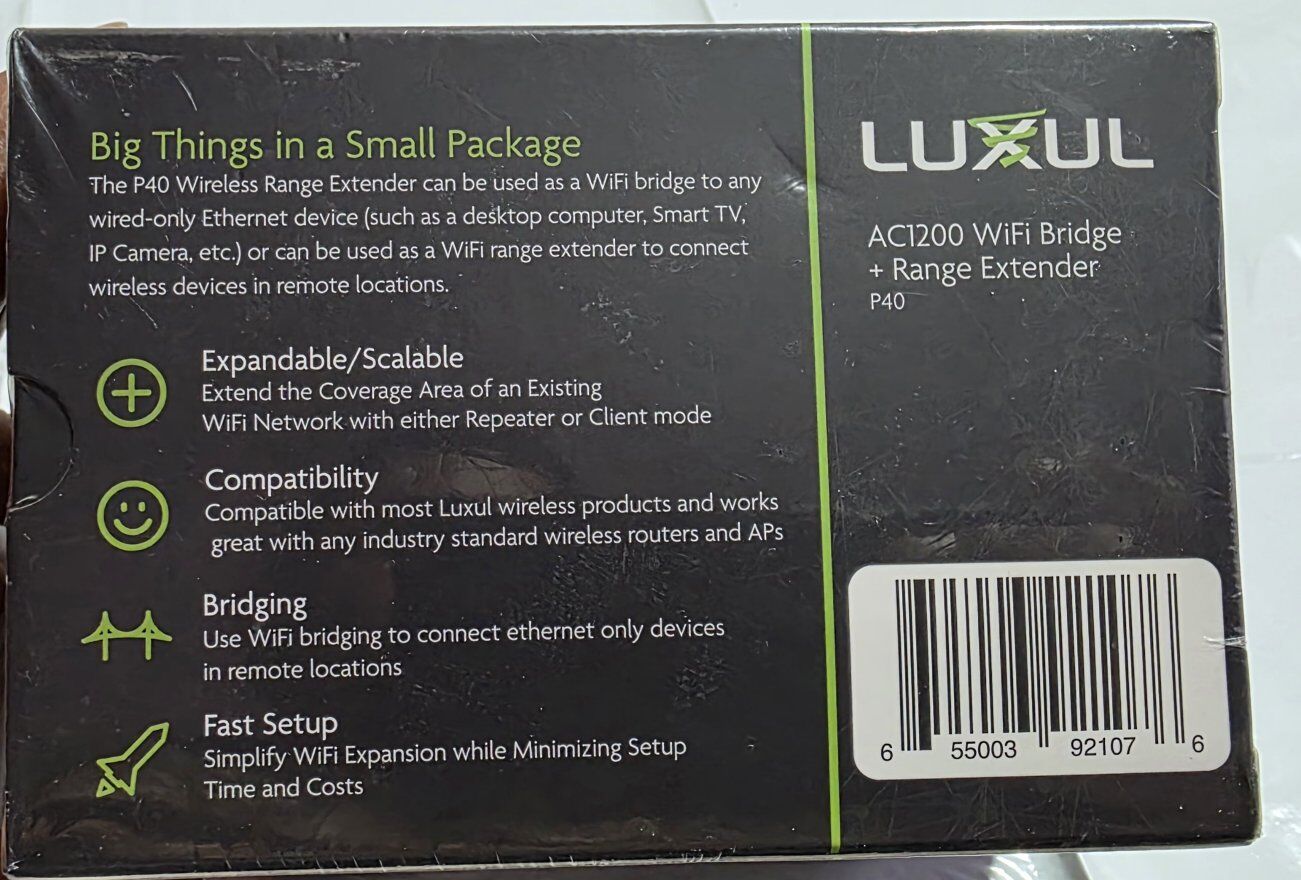 Big Things in a Small Package
The P40 Wireless Range Extender can be used as a WiFi bridge to any
wired-only Ethernet device (such as a desktop computer, Smart TV,
IP Camera, etc.) or can be used as a WiFi range extender to connect
wireless devices in remote locations.
Expandable/Scalable
Extend the Coverage Area of an Existing
WiFi Network with either Repeater or Client mode
Compatibility
Compatible with most Luxul wireless products and works
great with any industry standard wireless routers and APs
Bridging
Use WiFi bridging to connect ethernet only devices
in remote locations
Fast Setup
Simplify WiFi Expansion while Minimizing Setup
Time and Costs
LUXUL
AC1200 WiFi Bridge
+ Range Extender
P40
6 55003 92107 6